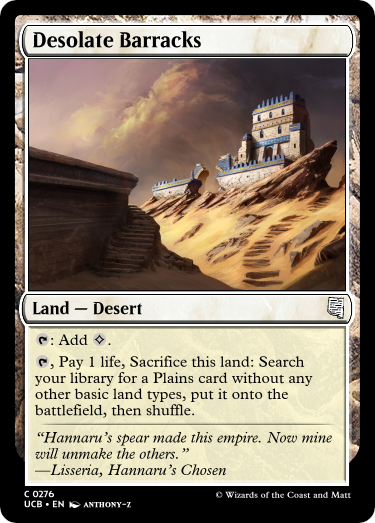 Desolate Barracks
Land — Desert
: Add .
, Pay 1 life, Sacrifice this land: Search
your library for a Plains card without any
other basic land types, put it onto the
battlefield, then shuffle.
“Hannaru’s spear made this empire. Now mine
will unmake the others.”
—Lisseria, Hannaru’s Chosen
C 0276
UCB • EN ANTHONY-Z
© Wizards of the Coast and Matt